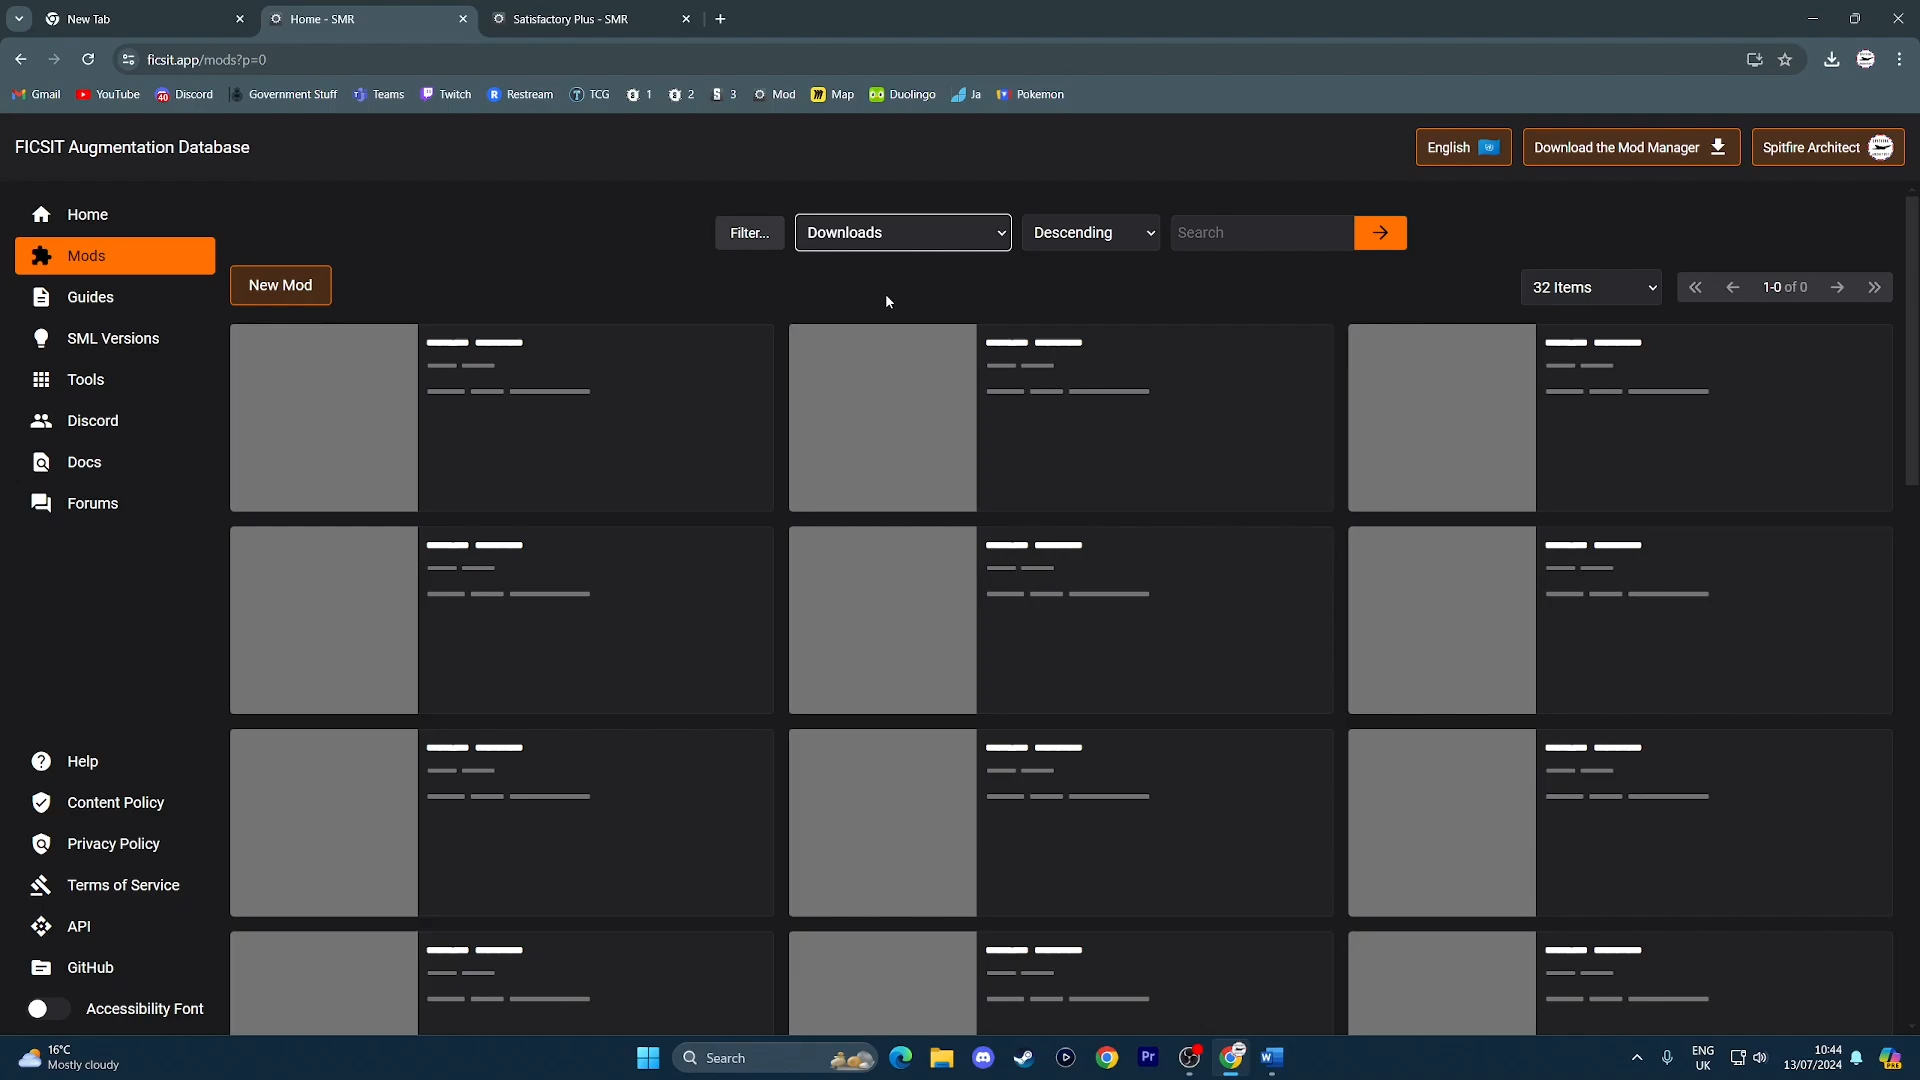 New Tab
Home - SMR
Satisfactory Plus - SMR
ficsit.app/mods?p=0
Gmail
YouTube
40
Discord
Government Stuff
Teams
Twitch
R
Restream
T
TCG
1
2
3
Mod
Map
Duolingo
Ja
Pokemon
FICSIT Augmentation Database
English
Download the Mod Manager
Spitfire Architect
Home
Mods
Guides
SML Versions
Tools
Discord
Docs
Forums
Filter...
Downloads
Descending
Search
New Mod
32 Items
1-0 of 0
Help
Content Policy
Privacy Policy
Terms of Service
API
GitHub
Accessibility Font
16°C
Mostly cloudy
Search
Pr
W
ENG
UK
10:44
13/07/2024
PRE